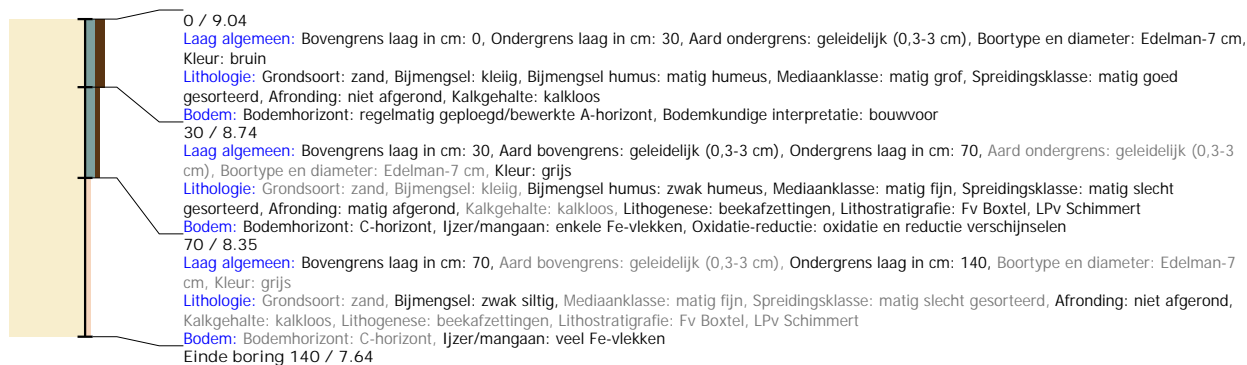 0 / 9.04
Laag algemeen: Bovengrens laag in cm: 0, Ondergrens laag in cm: 30, Aard ondergrens: geleidelijk (0,3-3 cm), Boortype en diameter: Edelman-7 cm,
Kleur: bruin
Lithologie: Grondsoort: zand, Bijmengsel: kleiig, Bijmengsel humus: matig humeus, Mediaanklasse: matig grof, Spreidingsklasse: matig goed
gesorteerd, Afronding: niet afgerond, Kalkgehalte: kalkloos
Bodem: Bodemhorizont: regelmatig geploegd/bewerkte A-horizont, Bodemkundige interpretatie: bouwvoor
30 / 8.74
Laag algemeen: Bovengrens laag in cm: 30, Aard bovengrens: geleidelijk (0,3-3 cm), Ondergrens laag in cm: 70, Aard ondergrens: geleidelijk (0,3-3
cm), Boortype en diameter: Edelman-7 cm, Kleur: grijs
Lithologie: Grondsoort: zand, Bijmengsel: kleiig, Bijmengsel humus: zwak humeus, Mediaanklasse: matig fijn, Spreidingsklasse: matig slecht
gesorteerd, Afronding: matig afgerond, Kalkgehalte: kalkloos, Lithogenese: beekafzettingen, Lithostratigrafie: Fv Boxtel, LPv Schimmert
Bodem: Bodemhorizont: C-horizont, Ijzer/mangaan: enkele Fe-vlekken, Oxidatie-reductie: oxidatie en reductie verschijnselen
70 / 8.35
Laag algemeen: Bovengrens laag in cm: 70, Aard bovengrens: geleidelijk (0,3-3 cm), Ondergrens laag in cm: 140, Boortype en diameter: Edelman-7
cm, Kleur: grijs
Lithologie: Grondsoort: zand, Bijmengsel: zwak siltig, Mediaanklasse: matig fijn, Spreidingsklasse: matig slecht gesorteerd, Afronding: niet afgerond,
Kalkgehalte: kalkloos, Lithogenese: beekafzettingen, Lithostratigrafie: Fv Boxtel, LPv Schimmert
Bodem: Bodemhorizont: C-horizont, Ijzer/mangaan: veel Fe-vlekken
Einde boring 140 / 7.64